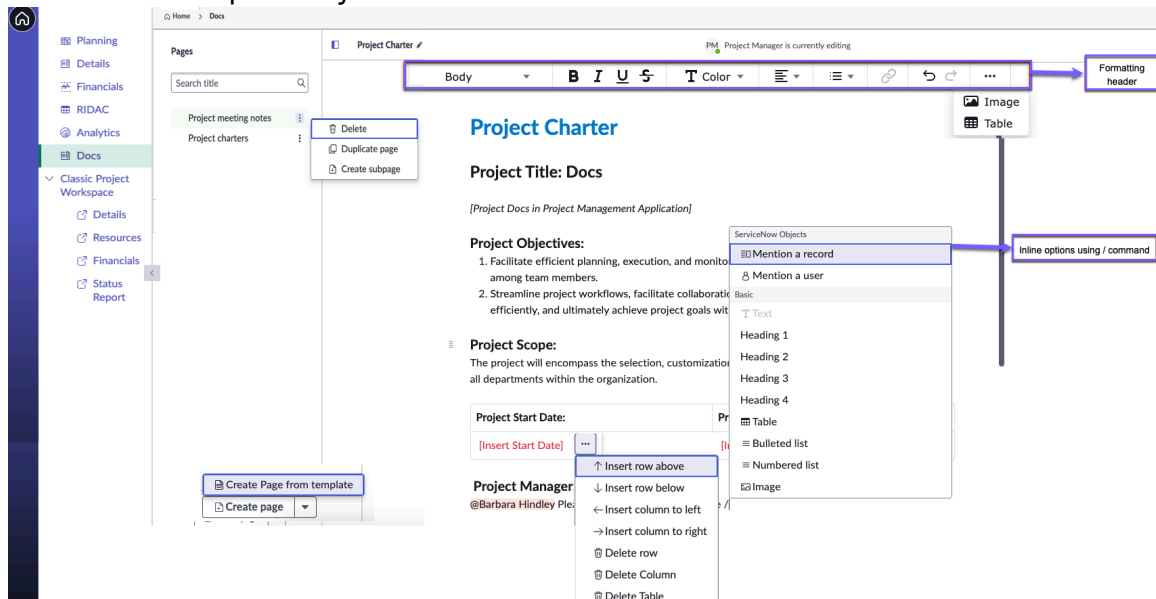 Home > Docs
Planning
Details
Financials
RIDAC
Analytics
Docs
Classic Project
Workspace
Details
Resources
Financials
Status
Report
Pages
Search title
Project meeting notes
Project charters
Delete
Duplicate page
Create subpage
Create Page from template
Create page
Project Charter
PM Project Manager is currently editing
Body
B I U S T Color
Image
Table
Formatting
header
Project Charter
Project Title: Docs
[Project Docs in Project Management Application]
Project Objectives:
1. Facilitate efficient planning, execution, and monito
among team members.
2. Streamline project workflows, facilitate collaborati
efficiently, and ultimately achieve project goals wit
Project Scope:
The project will encompass the selection, customization
all departments within the organization.
Project Start Date:
Pr
[Insert Start Date]
[I
Insert row above
Insert row below
Insert column to left
Insert column to right
Delete row
Delete Column
Delete Table
Project Manager
@Barbara Hindley Plea
e /
ServiceNow Objects
Mention a record
Mention a user
Basic
Text
Heading 1
Heading 2
Heading 3
Heading 4
Table
Bulleted list
Numbered list
Image
Inline options using / command